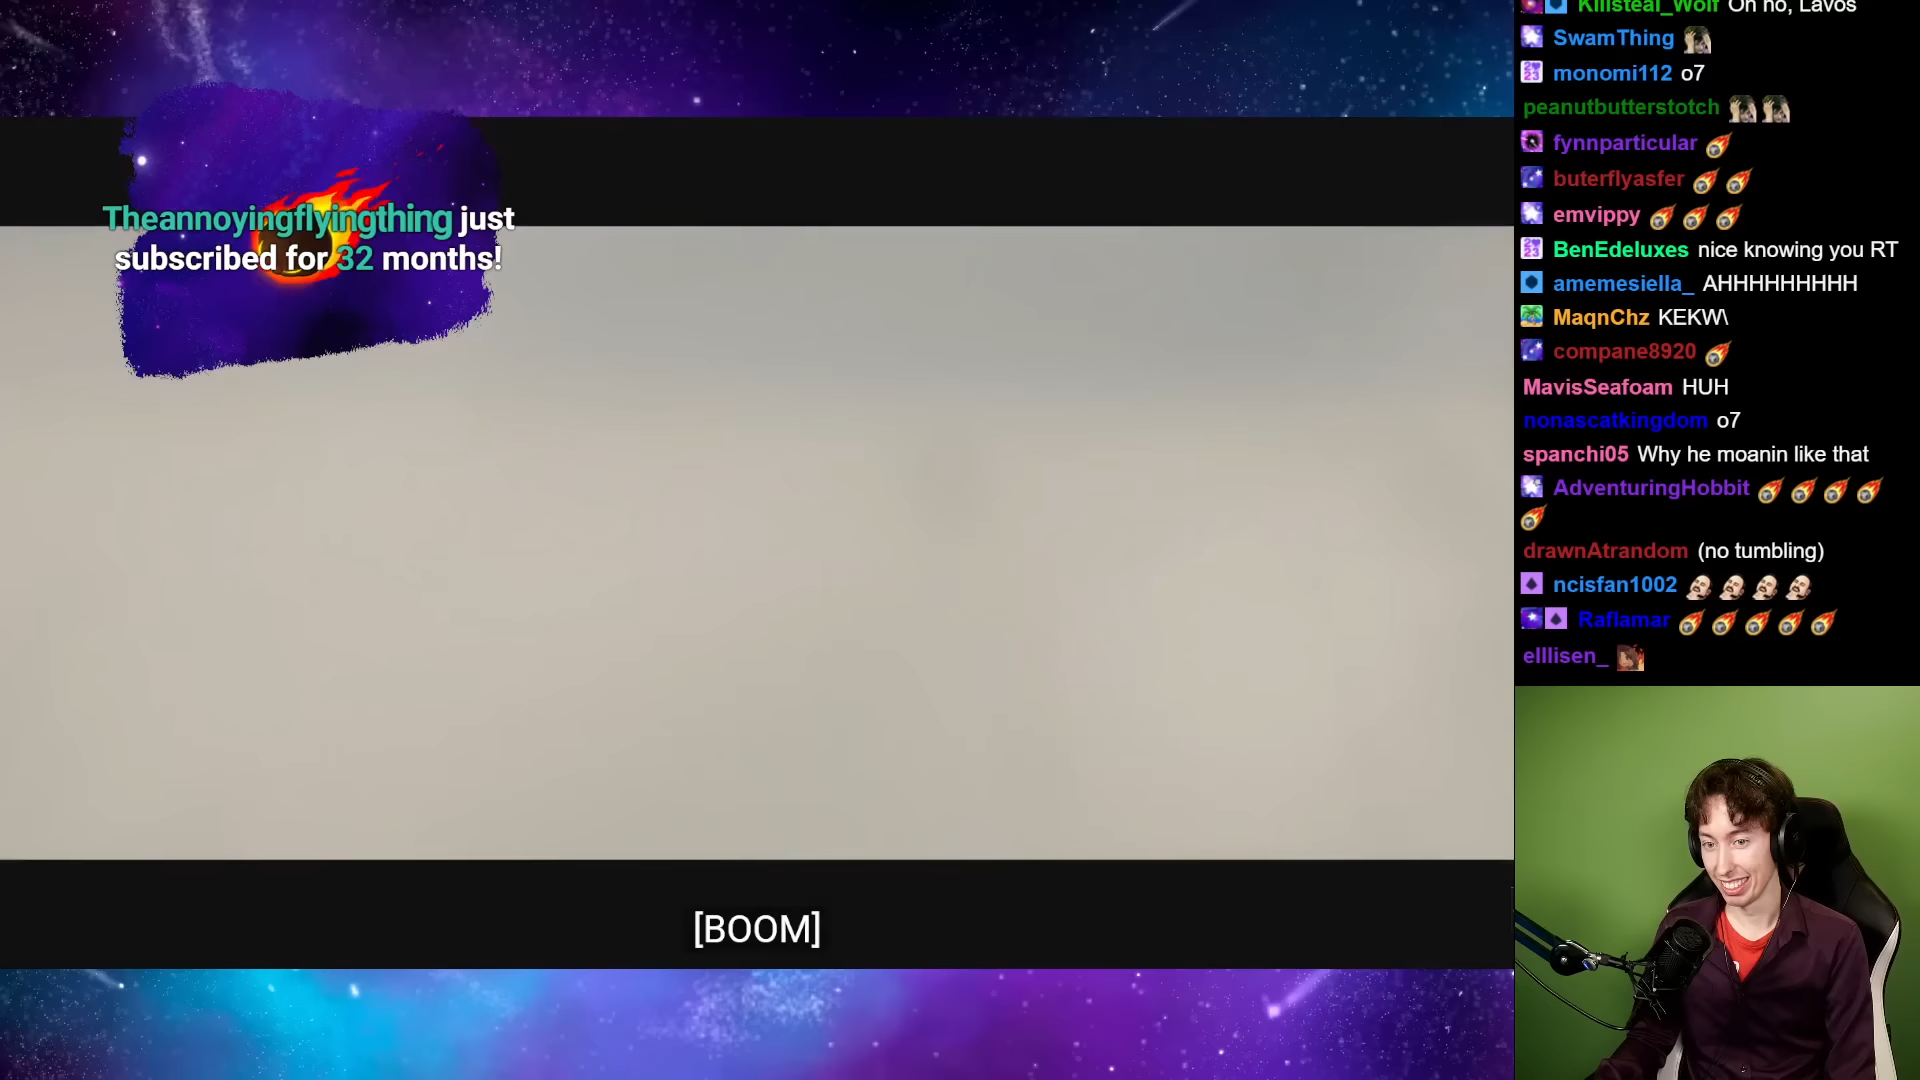 Theannoyingflyingthing just
subscribed for 32 months!
[BOOM]
Killsteal_Wolf Oh no, Lavos
SwamThing
monomi112 o7
peanutbutterstotch
fynnparticular
buterflyasfer
emvippy
BenEdeluxes nice knowing you RT
amemesiella_ AHHHHHHHHH
MaqnChz KEKW\
compane8920
MavisSeafoam HUH
nonascatkingdom o7
spanchi05 Why he moanin like that
AdventuringHobbit
drawnAtrandom (no tumbling)
ncisfan1002
Raflamar
elllisen_